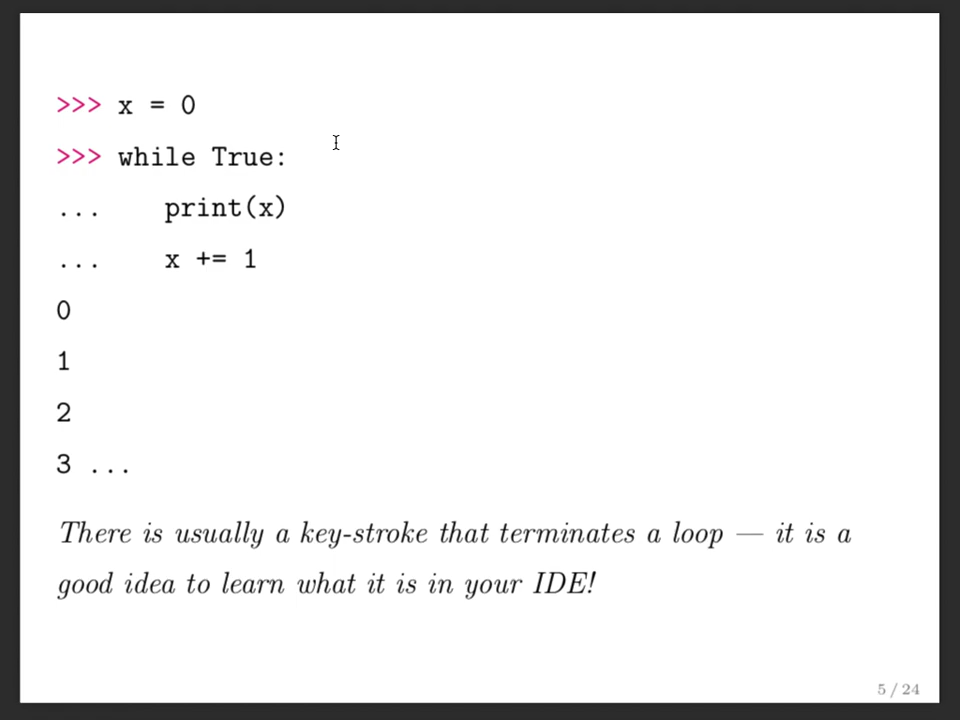 >>> x = 0
>>> while True:
...    print(x)
...    x += 1
0
1
2
3 ...
There is usually a key-stroke that terminates a loop — it is a
good idea to learn what it is in your IDE!
5 / 24